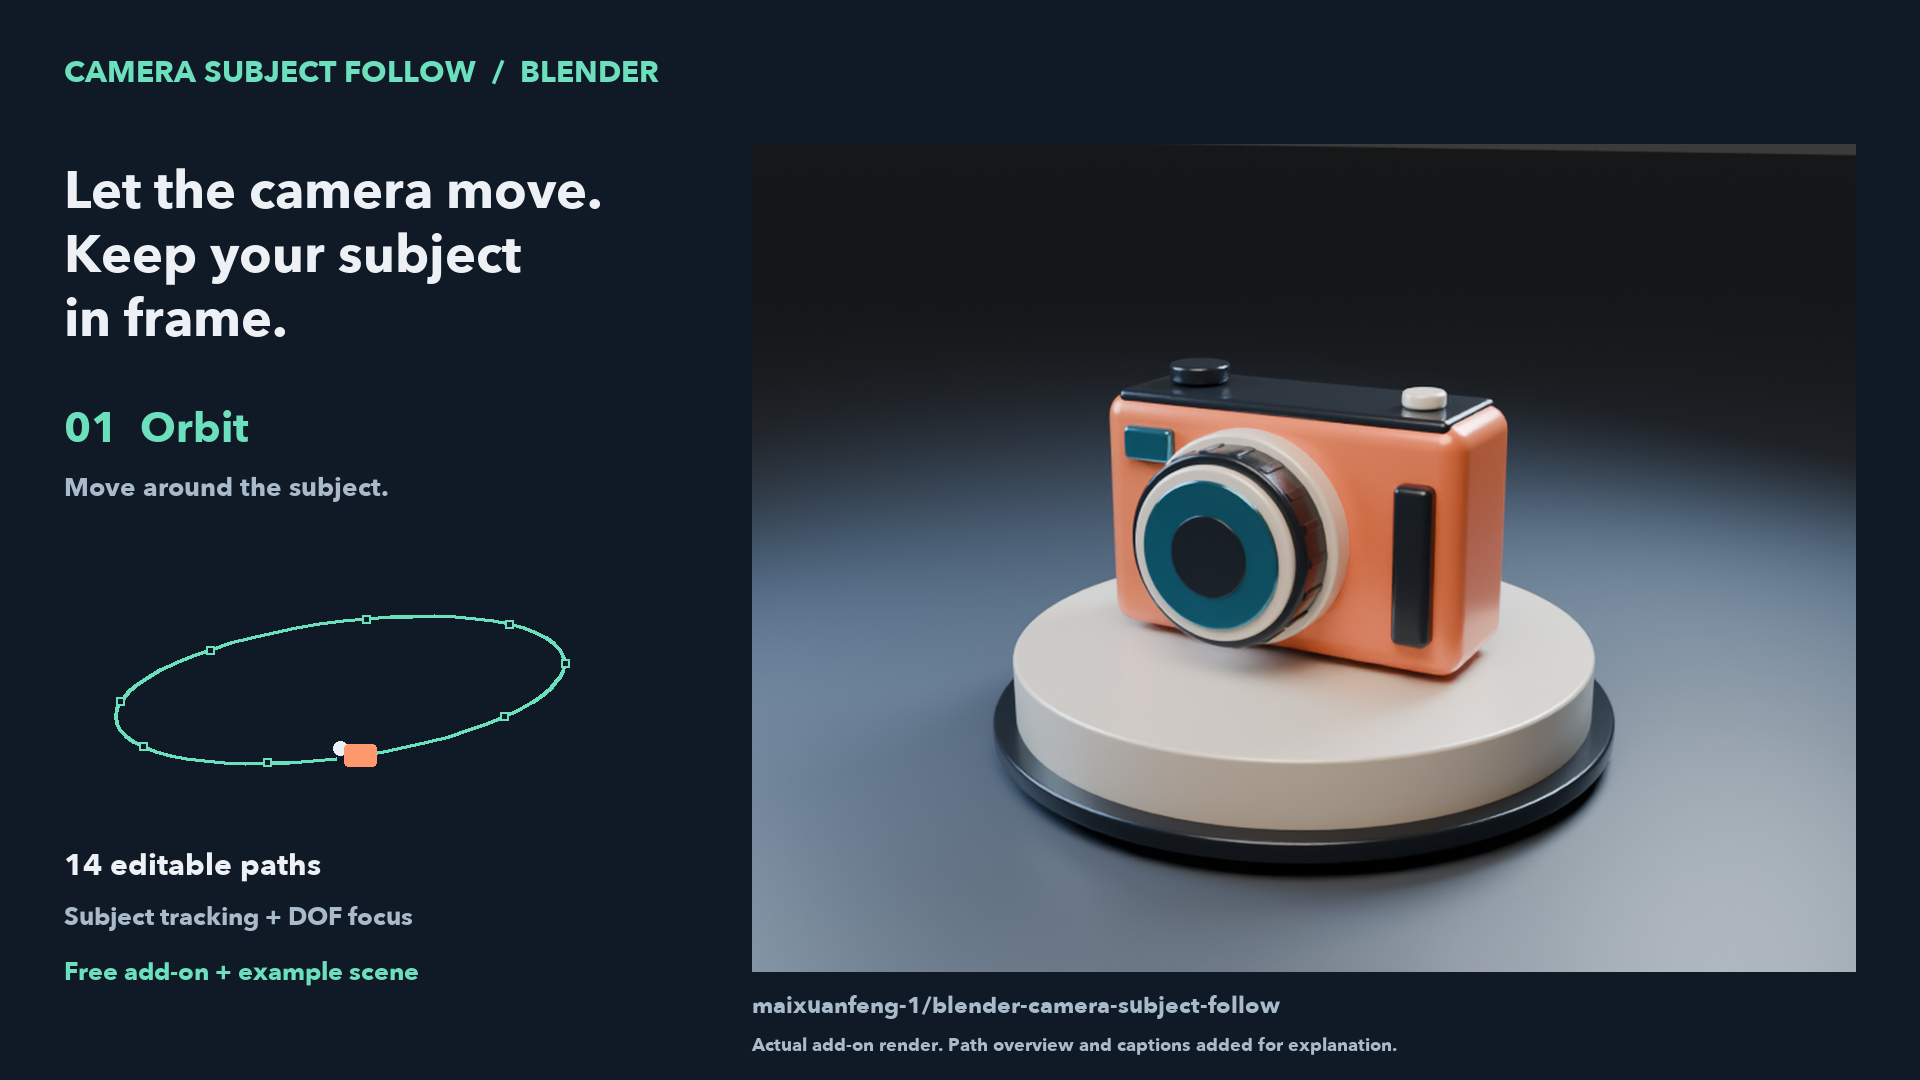 CAMERA SUBJECT FOLLOW / BLENDER
Let the camera move.
Keep your subject
in frame.
01 Orbit
Move around the subject.
14 editable paths
Subject tracking + DOF focus
Free add-on + example scene
maixuanfeng-1/blender-camera-subject-follow
Actual add-on render. Path overview and captions added for explanation.